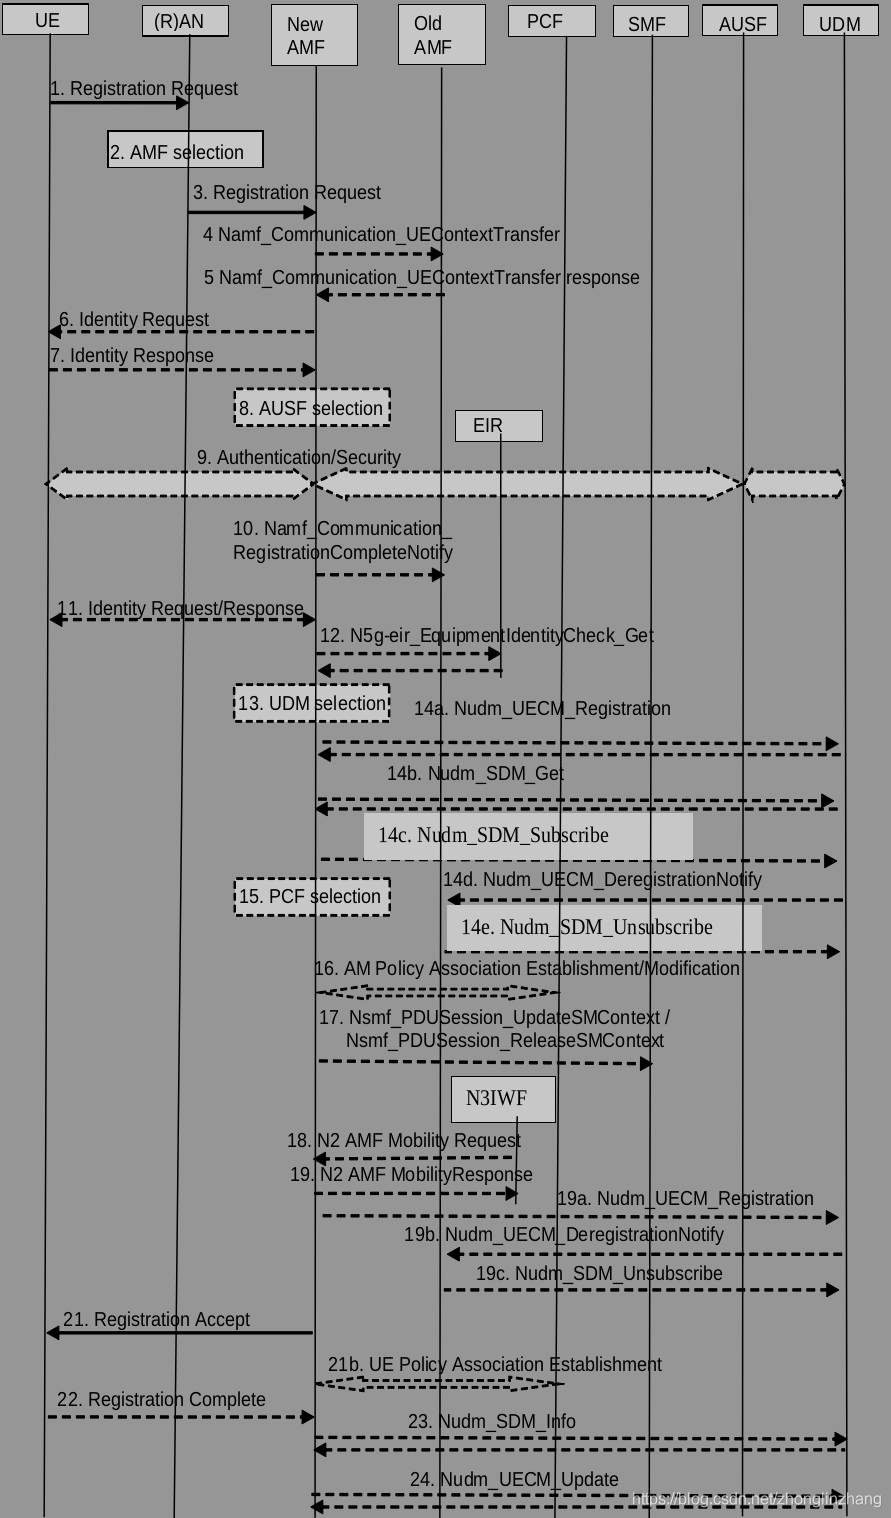 UE
(R)AN
New
AMF
Old
AMF
PCF
SMF
AUSF
UDM
1. Registration Request
2. AMF selection
3. Registration Request
4 Namf_Communication_UEContextTransfer
5 Namf_Communication_UEContextTransfer response
6. Identity Request
7. Identity Response
8. AUSF selection
EIR
9. Authentication/Security
10. Namf_Communication_
RegistrationCompleteNotify
11. Identity Request/Response
12. N5g-eir_EquipmentIdentityCheck_Get
13. UDM selection
14a. Nudm_UECM_Registration
14b. Nudm_SDM_Get
14c. Nudm_SDM_Subscribe
14d. Nudm_UECM_DeregistrationNotify
15. PCF selection
14e. Nudm_SDM_Unsubscribe
16. AM Policy Association Establishment/Modification
17. Nsmf_PDUSession_UpdateSMContext /
Nsmf_PDUSession_ReleaseSMContext
N3IWF
18. N2 AMF Mobility Request
19. N2 AMF MobilityResponse
19a. Nudm_UECM_Registration
19b. Nudm_UECM_DeregistrationNotify
19c. Nudm_SDM_Unsubscribe
21. Registration Accept
21b. UE Policy Association Establishment
22. Registration Complete
23. Nudm_SDM_Info
24. Nudm_UECM_Update
https://blog.csdn.net/zhonglinzhang